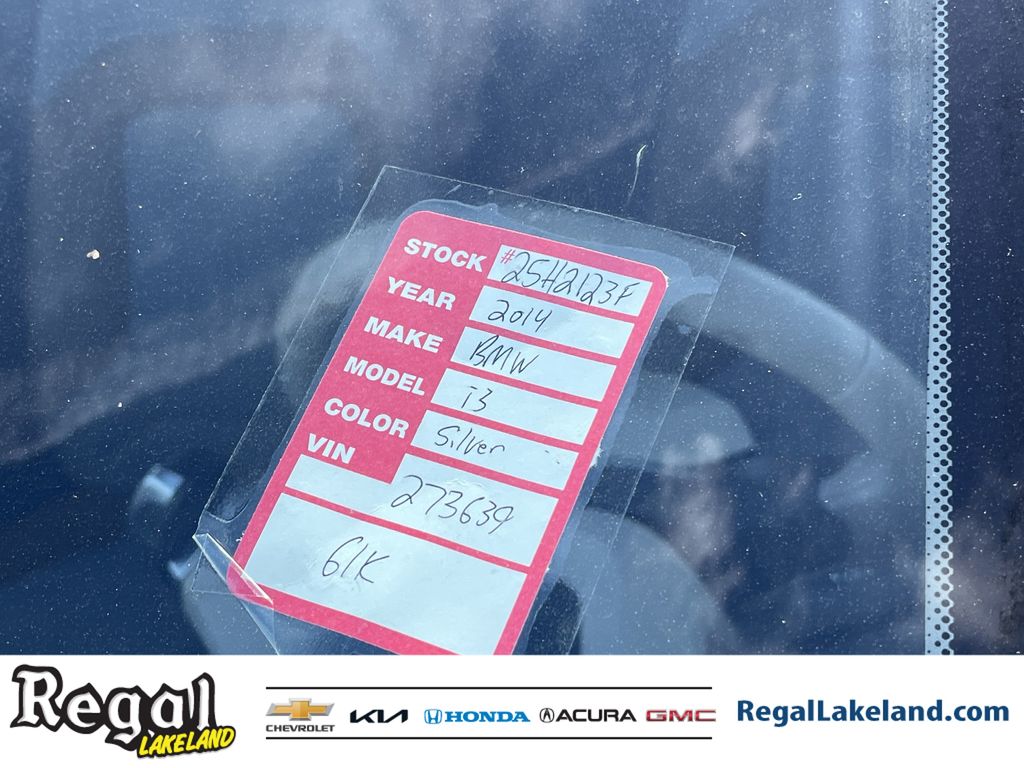 STOCK #25H2123F
YEAR 2014
MAKE BMW
MODEL i3
COLOR Silver
VIN 273639
61K
Regal LAKELAND
CHEVROLET KIA HONDA ACURA GMC
RegalLakeland.com